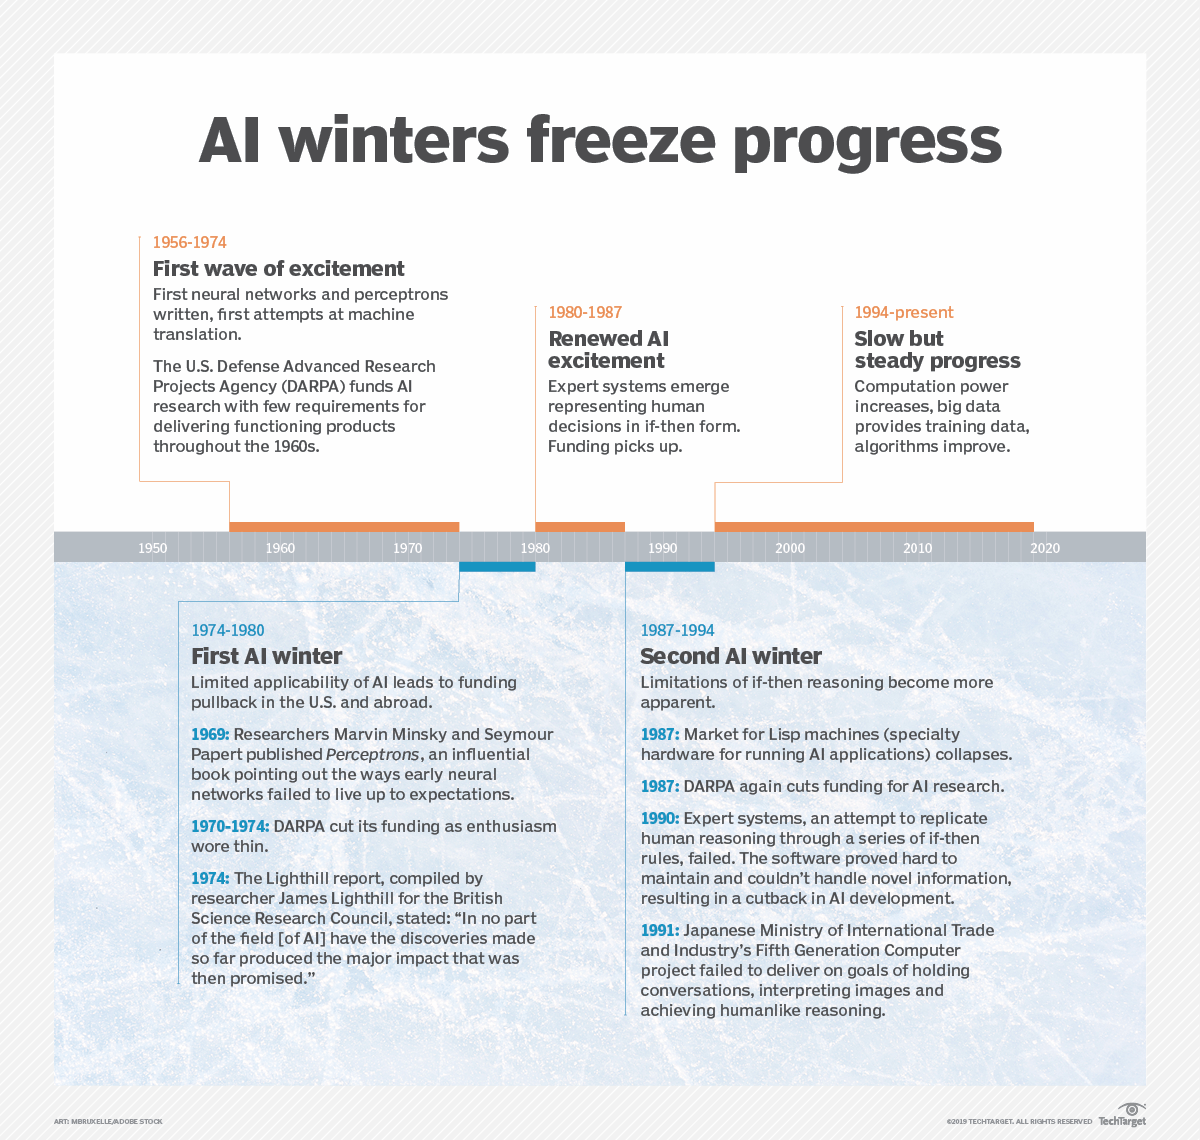 AI winters freeze progress
1956-1974
First wave of excitement
First neural networks and perceptrons
written, first attempts at machine
translation.
The U.S. Defense Advanced Research
Projects Agency (DARPA) funds AI
research with few requirements for
delivering functioning products
throughout the 1960s.
1980-1987
Renewed AI
excitement
Expert systems emerge
representing human
decisions in if-then form.
Funding picks up.
1994-present
Slow but
steady progress
Computation power
increases, big data
provides training data,
algorithms improve.
1950 1960 1970 1980 1990 2000 2010 2020
1974-1980
First AI winter
Limited applicability of AI leads to funding
pullback in the U.S. and abroad.
1969: Researchers Marvin Minsky and Seymour
Papert published Perceptrons, an influential
book pointing out the ways early neural
networks failed to live up to expectations.
1970-1974: DARPA cut its funding as enthusiasm
wore thin.
1974: The Lighthill report, compiled by
researcher James Lighthill for the British
Science Research Council, stated: “In no part
of the field [of AI] have the discoveries made
so far produced the major impact that was
then promised.”
1987-1994
Second AI winter
Limitations of if-then reasoning become more
apparent.
1987: Market for Lisp machines (specialty
hardware for running AI applications) collapses.
1987: DARPA again cuts funding for AI research.
1990: Expert systems, an attempt to replicate
human reasoning through a series of if-then
rules, failed. The software proved hard to
maintain and couldn’t handle novel information,
resulting in a cutback in AI development.
1991: Japanese Ministry of International Trade
and Industry’s Fifth Generation Computer
project failed to deliver on goals of holding
conversations, interpreting images and
achieving humanlike reasoning.
ART: MBRUXELLE/ADOBE STOCK
©2019 TECHTARGET. ALL RIGHTS RESERVED TechTarget